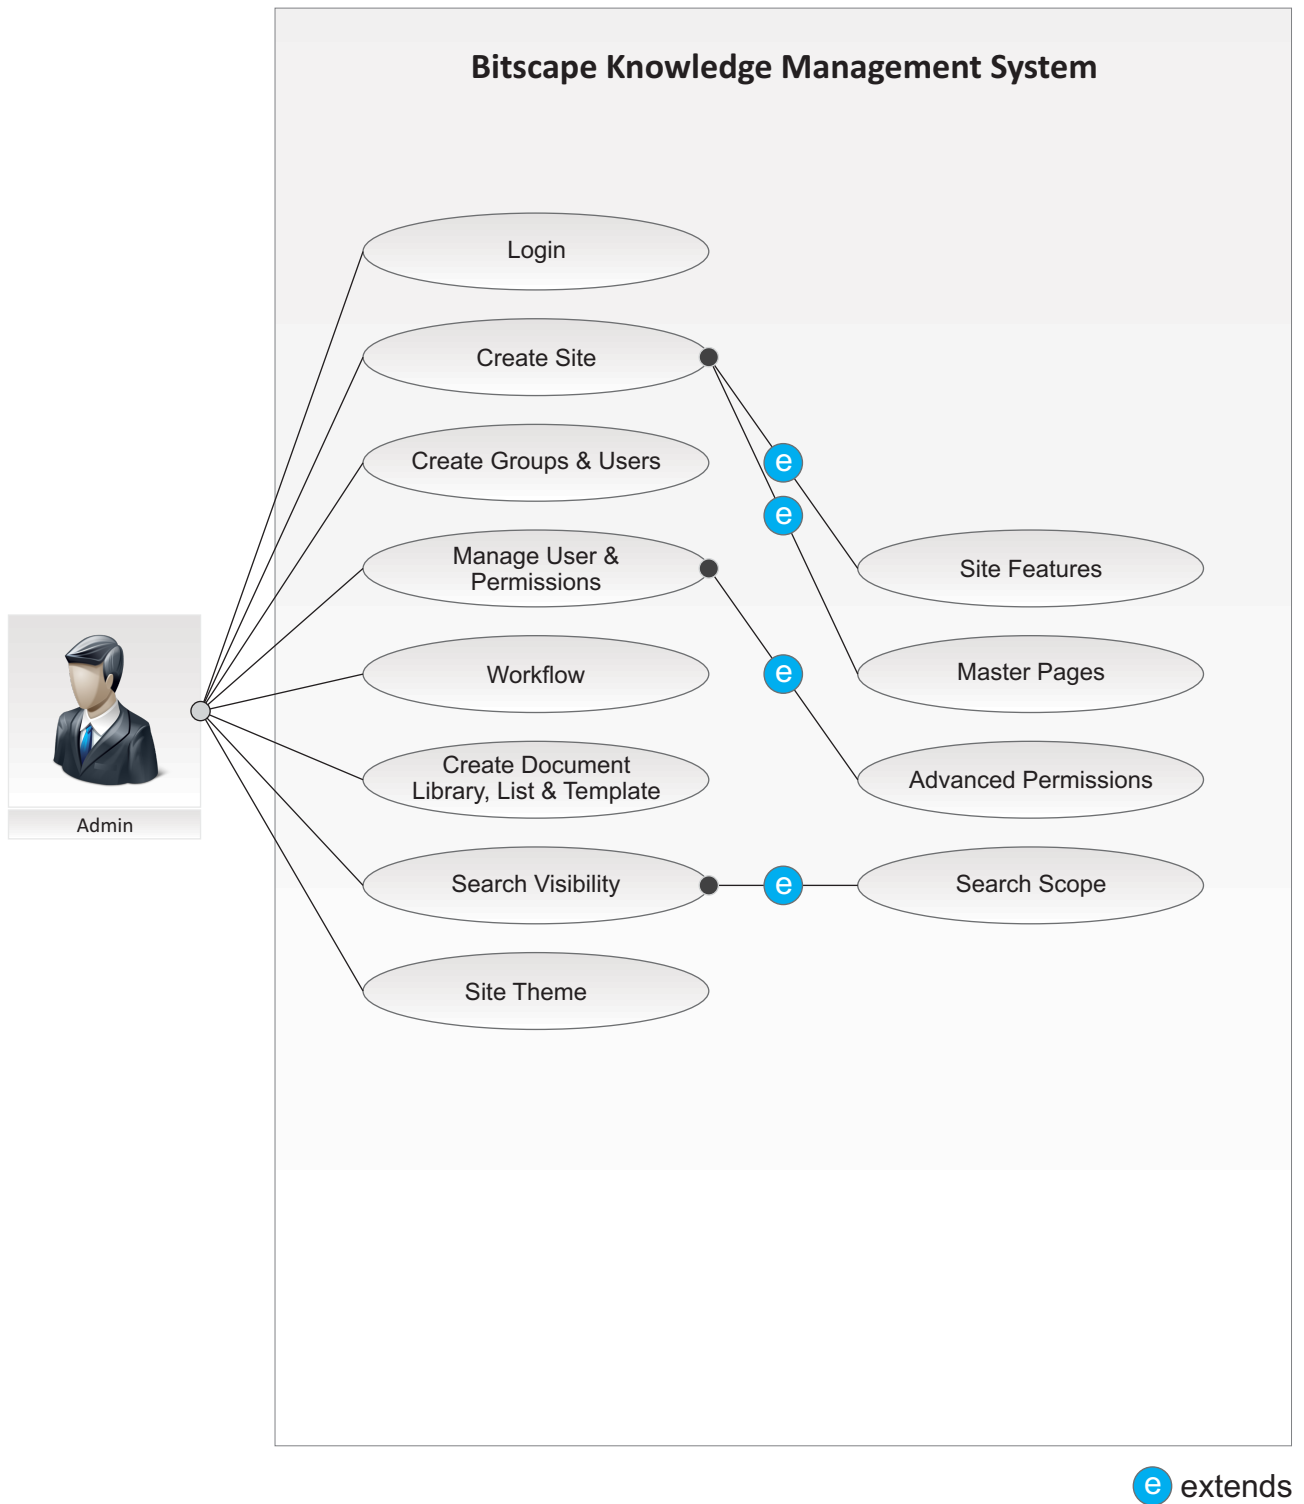 Bitscape Knowledge Management System
Login
Create Site
Create Groups & Users
e
e
Manage User &
Permissions
Site Features
Workflow
e
Master Pages
Create Document
Library, List & Template
Advanced Permissions
Admin
Search Visibility
e
Search Scope
Site Theme
e extends